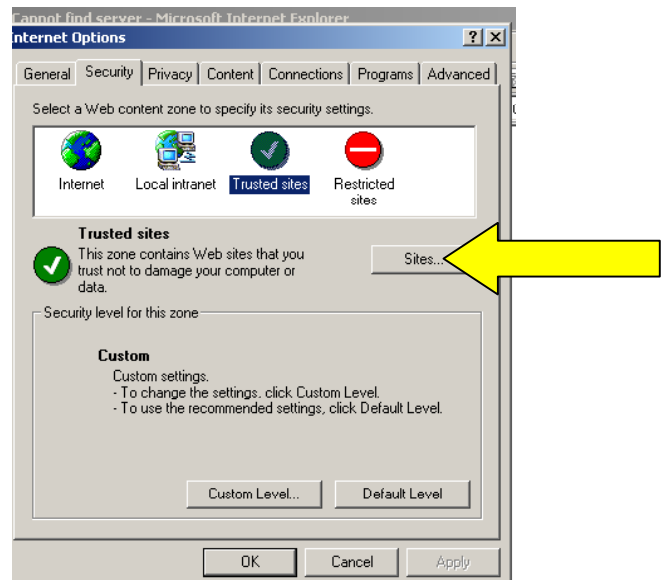 Cannot find server - Microsoft Internet Explorer
Internet Options
General Security Privacy Content Connections Programs Advanced
Select a Web content zone to specify its security settings.
Internet Local intranet Trusted sites Restricted sites
Trusted sites
This zone contains Web sites that you
trust not to damage your computer or
data.
Sites...
Security level for this zone
Custom
Custom settings.
- To change the settings, click Custom Level.
- To use the recommended settings, click Default Level.
Custom Level... Default Level
OK Cancel Apply